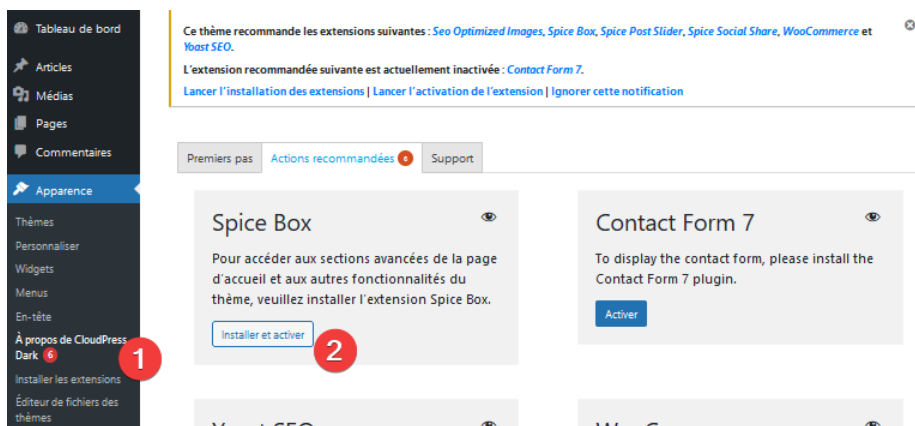 Tableau de bord
Articles
Médias
Pages
Commentaires
Apparence
Thèmes
Personnaliser
Widgets
Menus
En-tête
À propos de CloudPress
Dark 6
1
Installer les extensions
Éditeur de fichiers des
thèmes
Ce thème recommande les extensions suivantes : Seo Optimized Images, Spice Box, Spice Post Slider, Spice Social Share, WooCommerce et
Yoast SEO.
L'extension recommandée suivante est actuellement inactivée : Contact Form 7.
Lancer l'installation des extensions | Lancer l'activation de l'extension | Ignorer cette notification
Premiers pas
Actions recommandées 6
Support
Spice Box
Pour accéder aux sections avancées de la page
d'accueil et aux autres fonctionnalités du
thème, veuillez installer l'extension Spice Box.
Installer et activer
2
Contact Form 7
To display the contact form, please install the
Contact Form 7 plugin.
Activer